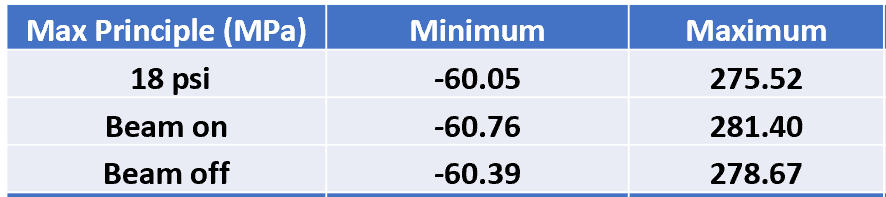 Max Principle (MPa) Minimum Maximum
18 psi -60.05 275.52
Beam on -60.76 281.40
Beam off -60.39 278.67